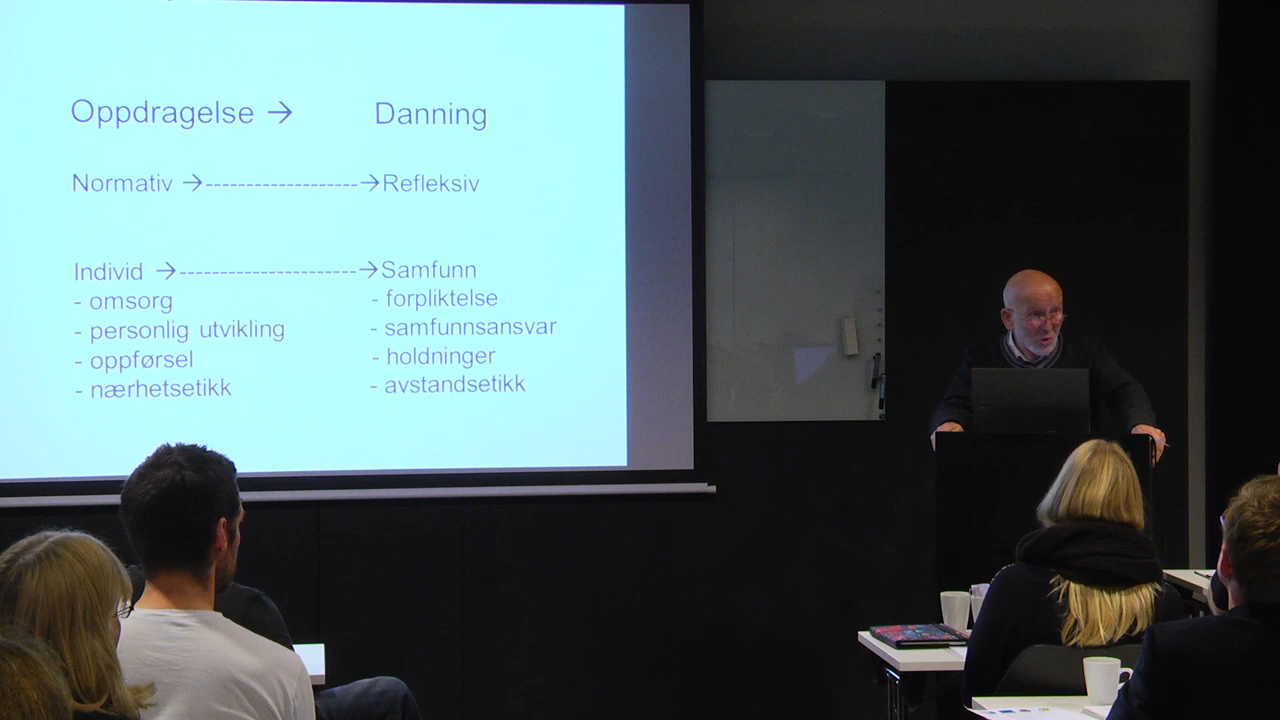 Oppdragelse → Danning
Normativ →-------------------→Refleksiv
Individ →----------------------→Samfunn
- omsorg - forpliktelse
- personlig utvikling - samfunnsansvar
- oppførsel - holdninger
- nærhetsetikk - avstandsetikk